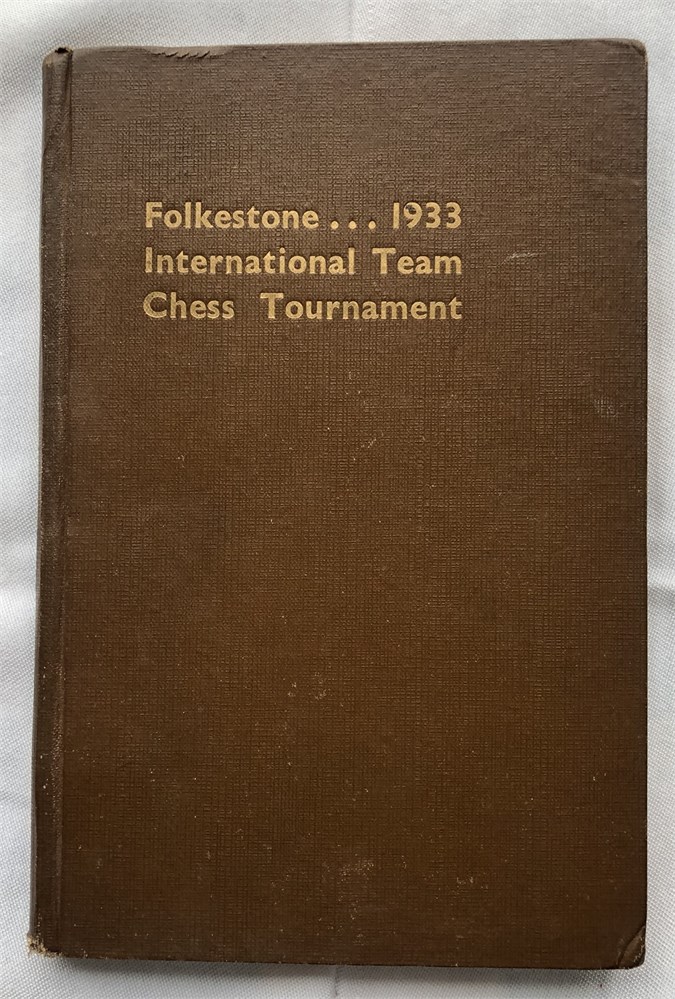 Folkestone . . . 1933
International Team
Chess Tournament